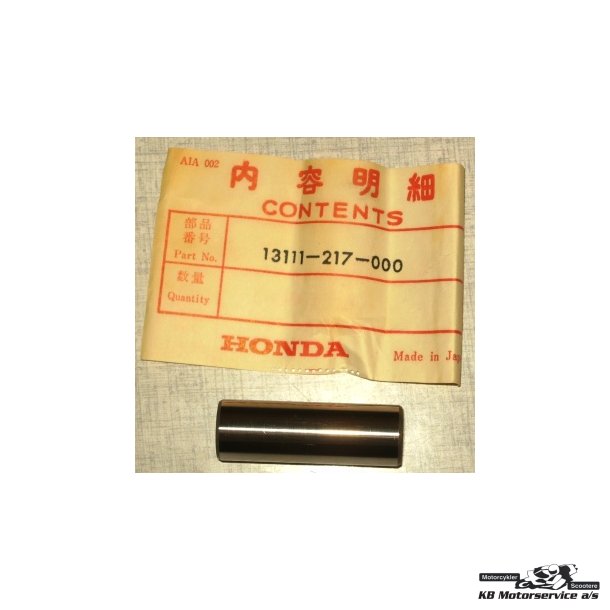 AIA 002
内容明細
CONTENTS
部品
番号
Part No.
13111-217-000
数量
Quantity
HONDA
Made in Jap
Motorcykler
Scootere
KB Motorservice a/s